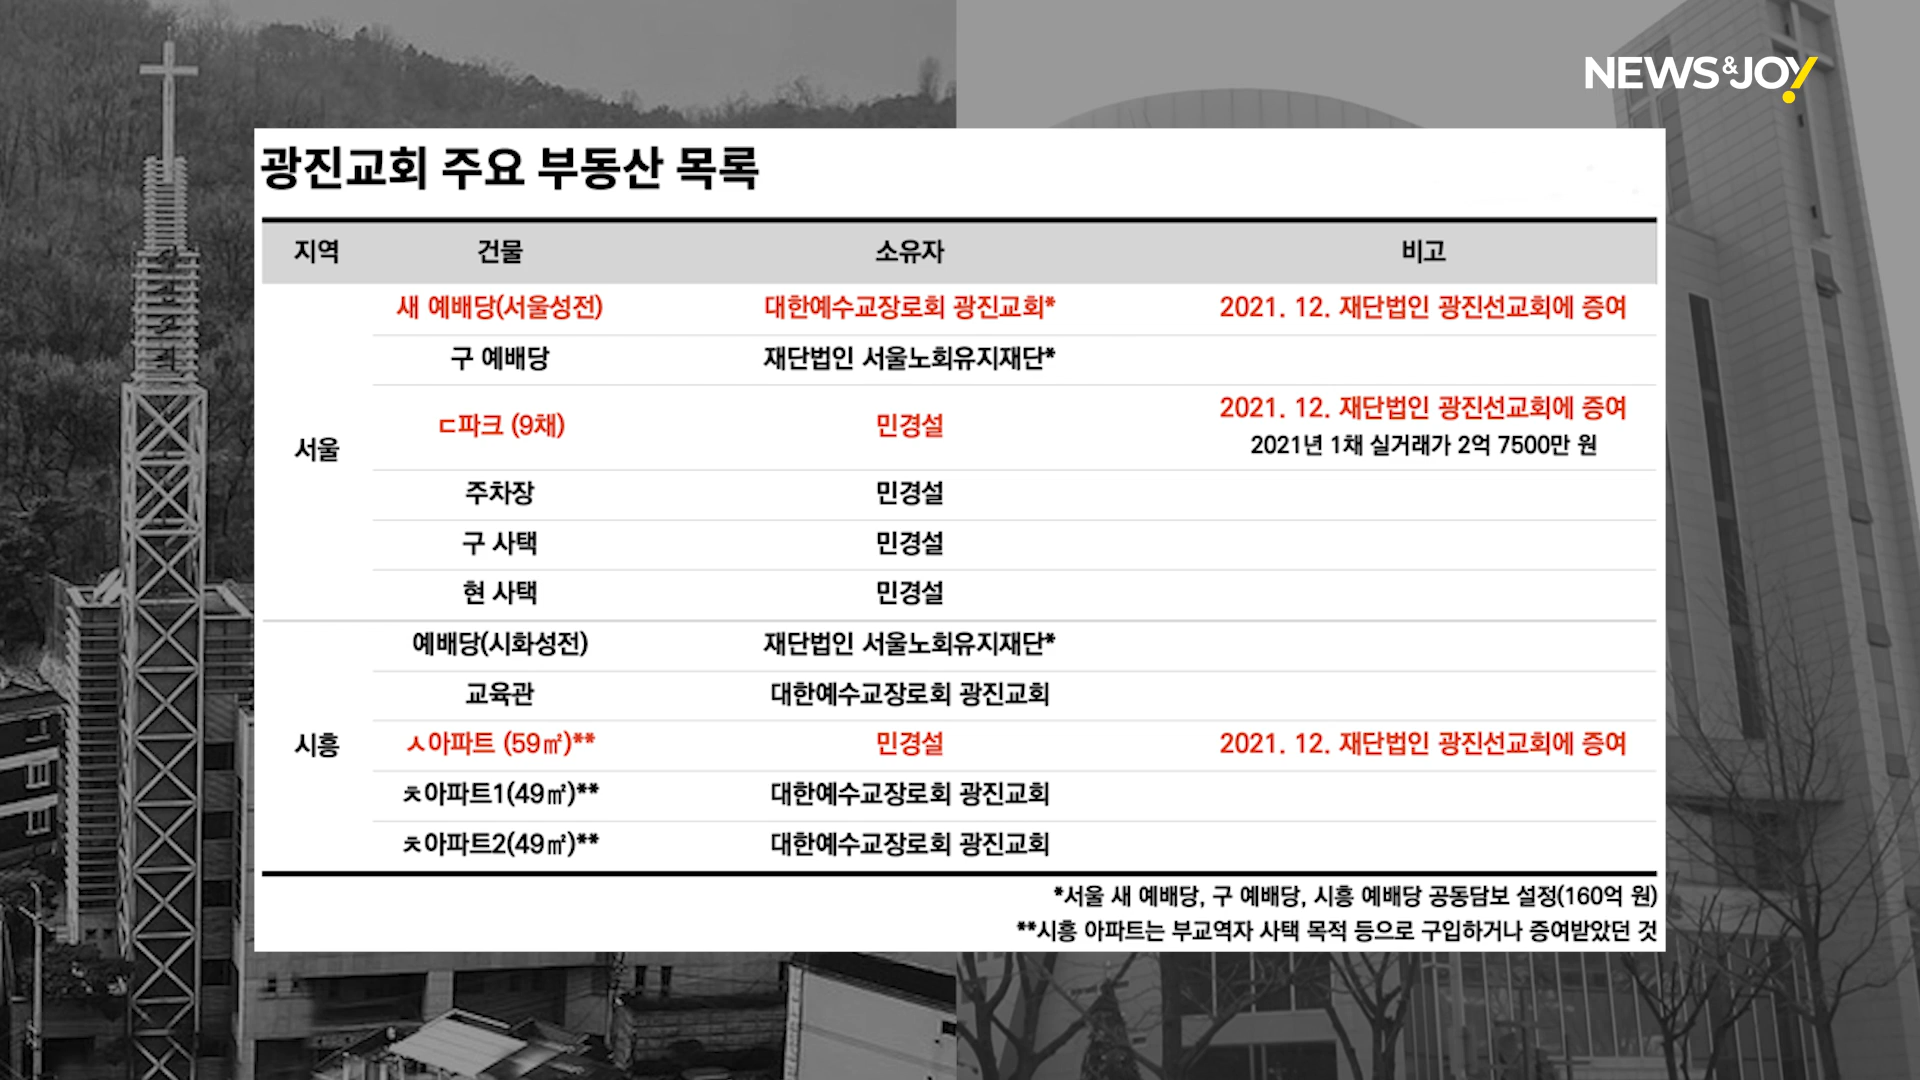 NEWS&JOY
광진교회 주요 부동산 목록
지역 건물 소유자 비고
새 예배당(서울성전) 대한예수교장로회 광진교회* 2021. 12. 재단법인 광진선교회에 증여
구 예배당 재단법인 서울노회유지재단*
서울
ㄷ파크 (9채) 민경설 2021. 12. 재단법인 광진선교회에 증여
2021년 1채 실거래가 2억 7500만 원
주차장 민경설
구 사택 민경설
현 사택 민경설
예배당(시화성전) 재단법인 서울노회유지재단*
교육관 대한예수교장로회 광진교회
시흥 ㅅ아파트 (59㎡)** 민경설 2021. 12. 재단법인 광진선교회에 증여
ㅊ아파트1(49㎡)** 대한예수교장로회 광진교회
ㅊ아파트2(49㎡)** 대한예수교장로회 광진교회
*서울 새 예배당, 구 예배당, 시흥 예배당 공동담보 설정(160억 원)
**시흥 아파트는 부교역자 사택 목적 등으로 구입하거나 증여받았던 것